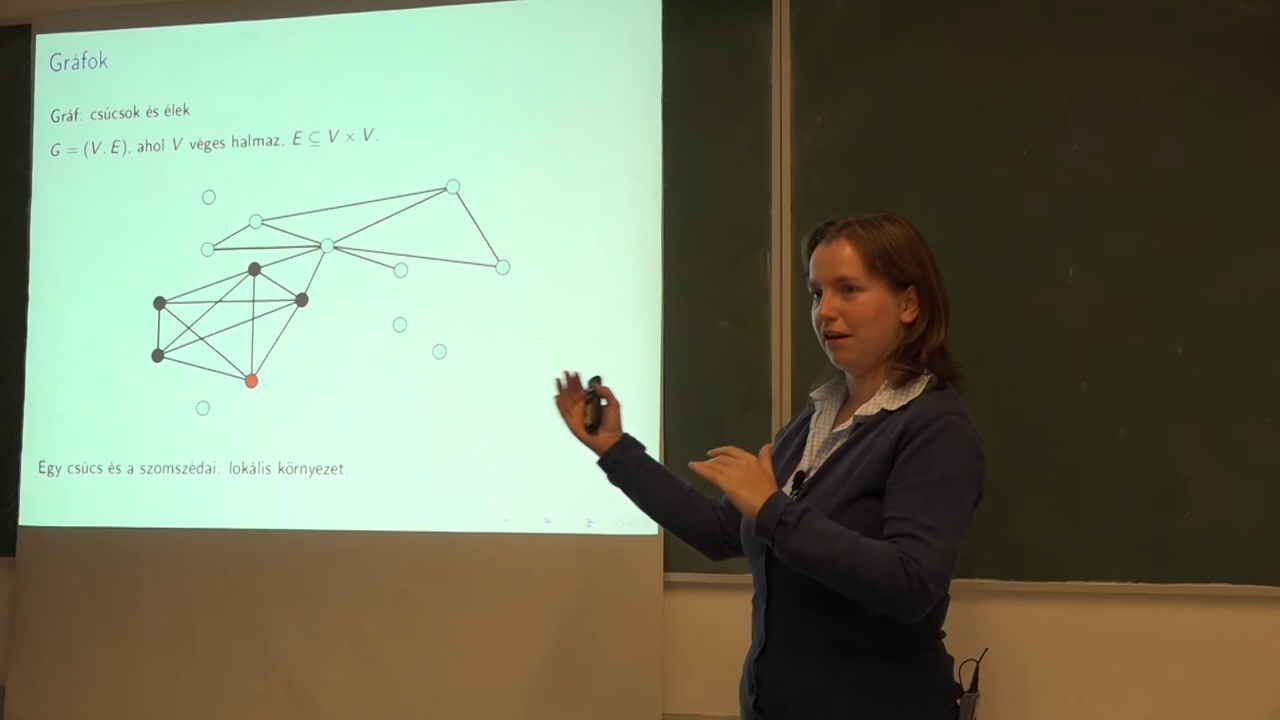 Gráfok
Gráf: csúcsok és élek
G = (V, E), ahol V véges halmaz, E ⊆ V × V.
Egy csúcs és a szomszédai: lokális környezet.